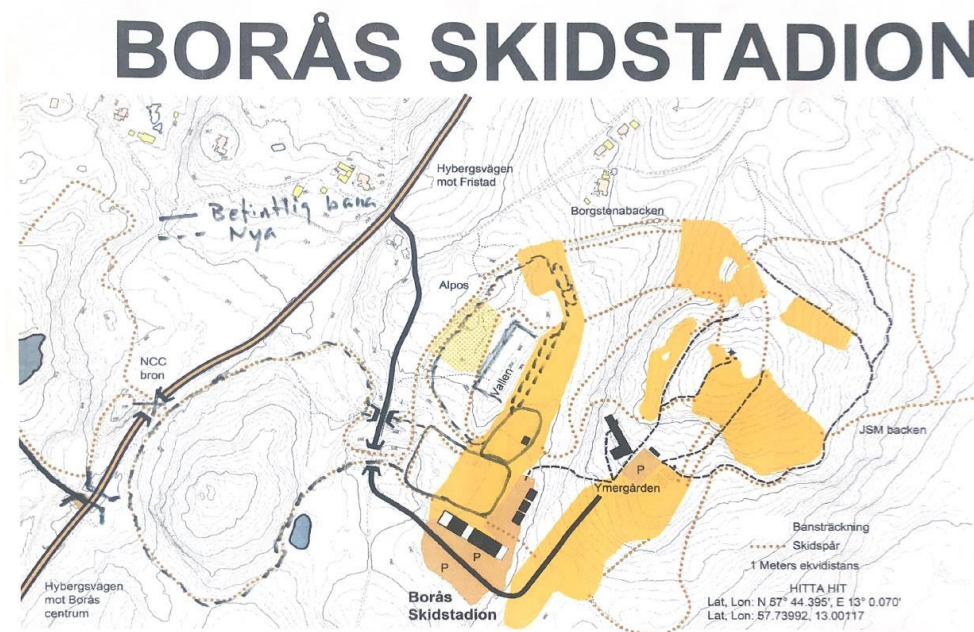 BORÅS SKIDSTADION
Hybergsvägen
mot Fristad
Borgstenabacken
Befintlig bana
Nya
Alpos
NCC
bron
Yvallen
JSM backen
P
Ymergården
P
P
Bansträckning
Skidspår
1 Meters ekvidistans
HITTA HIT
Lat, Lon: N 57° 44.395', E 13° 0.070'
Lat, Lon: 57.73992, 13.00117
Hybergsvägen
mot Borås
centrum
Borås
Skidstadion